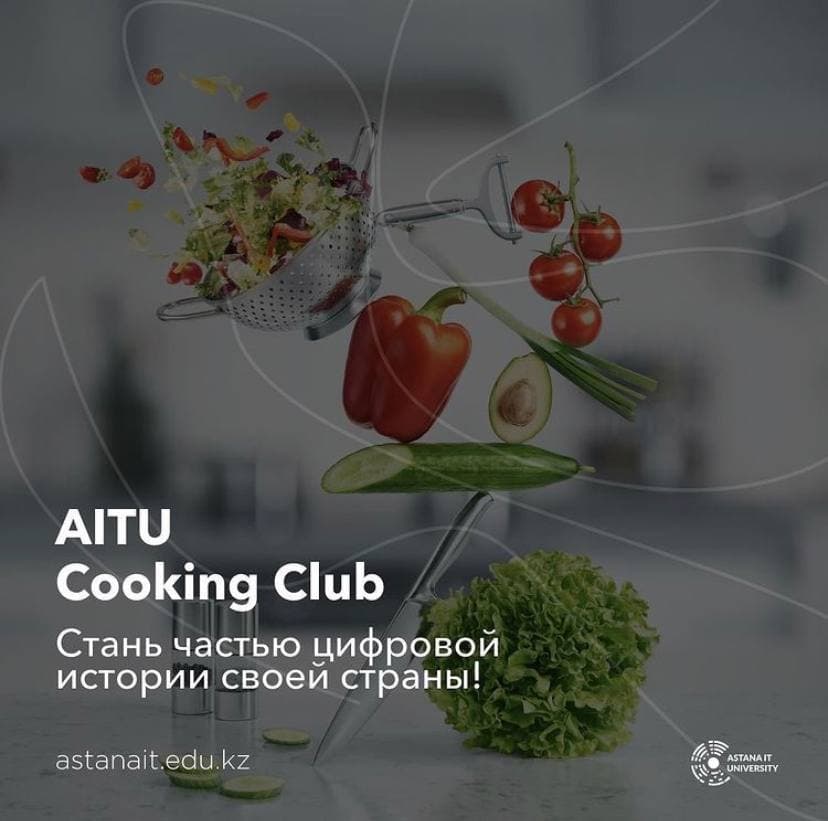 AITU
Cooking Club
Стань частью цифровой
истории своей страны!
astanait.edu.kz
ASTANA IT
UNIVERSITY